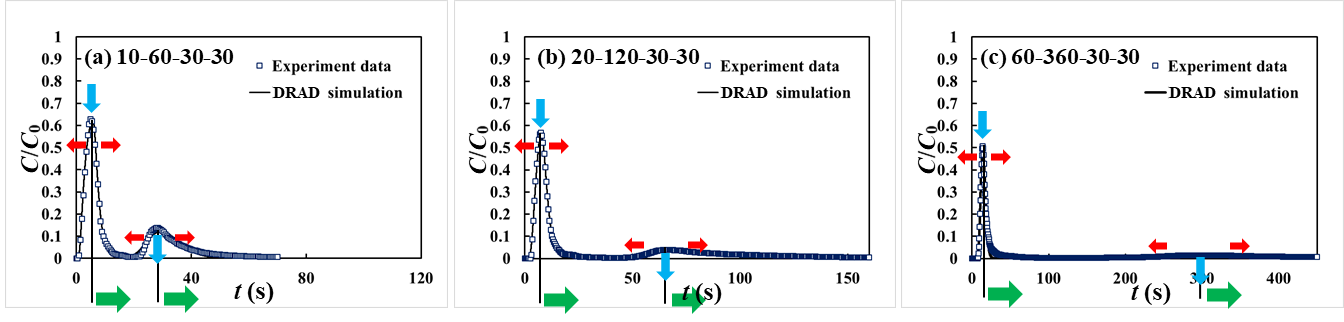 (a) 10-60-30-30
Experiment data
DRAD simulation
C/C0
1
0.9
0.8
0.7
0.6
0.5
0.4
0.3
0.2
0.1
0
0 40 80 120
t (s)
(b) 20-120-30-30
Experiment data
DRAD simulation
C/C0
1
0.9
0.8
0.7
0.6
0.5
0.4
0.3
0.2
0.1
0
0 50 100 150
t (s)
(c) 60-360-30-30
Experiment data
DRAD simulation
C/C0
1
0.9
0.8
0.7
0.6
0.5
0.4
0.3
0.2
0.1
0
0 100 200 300 400
t (s)